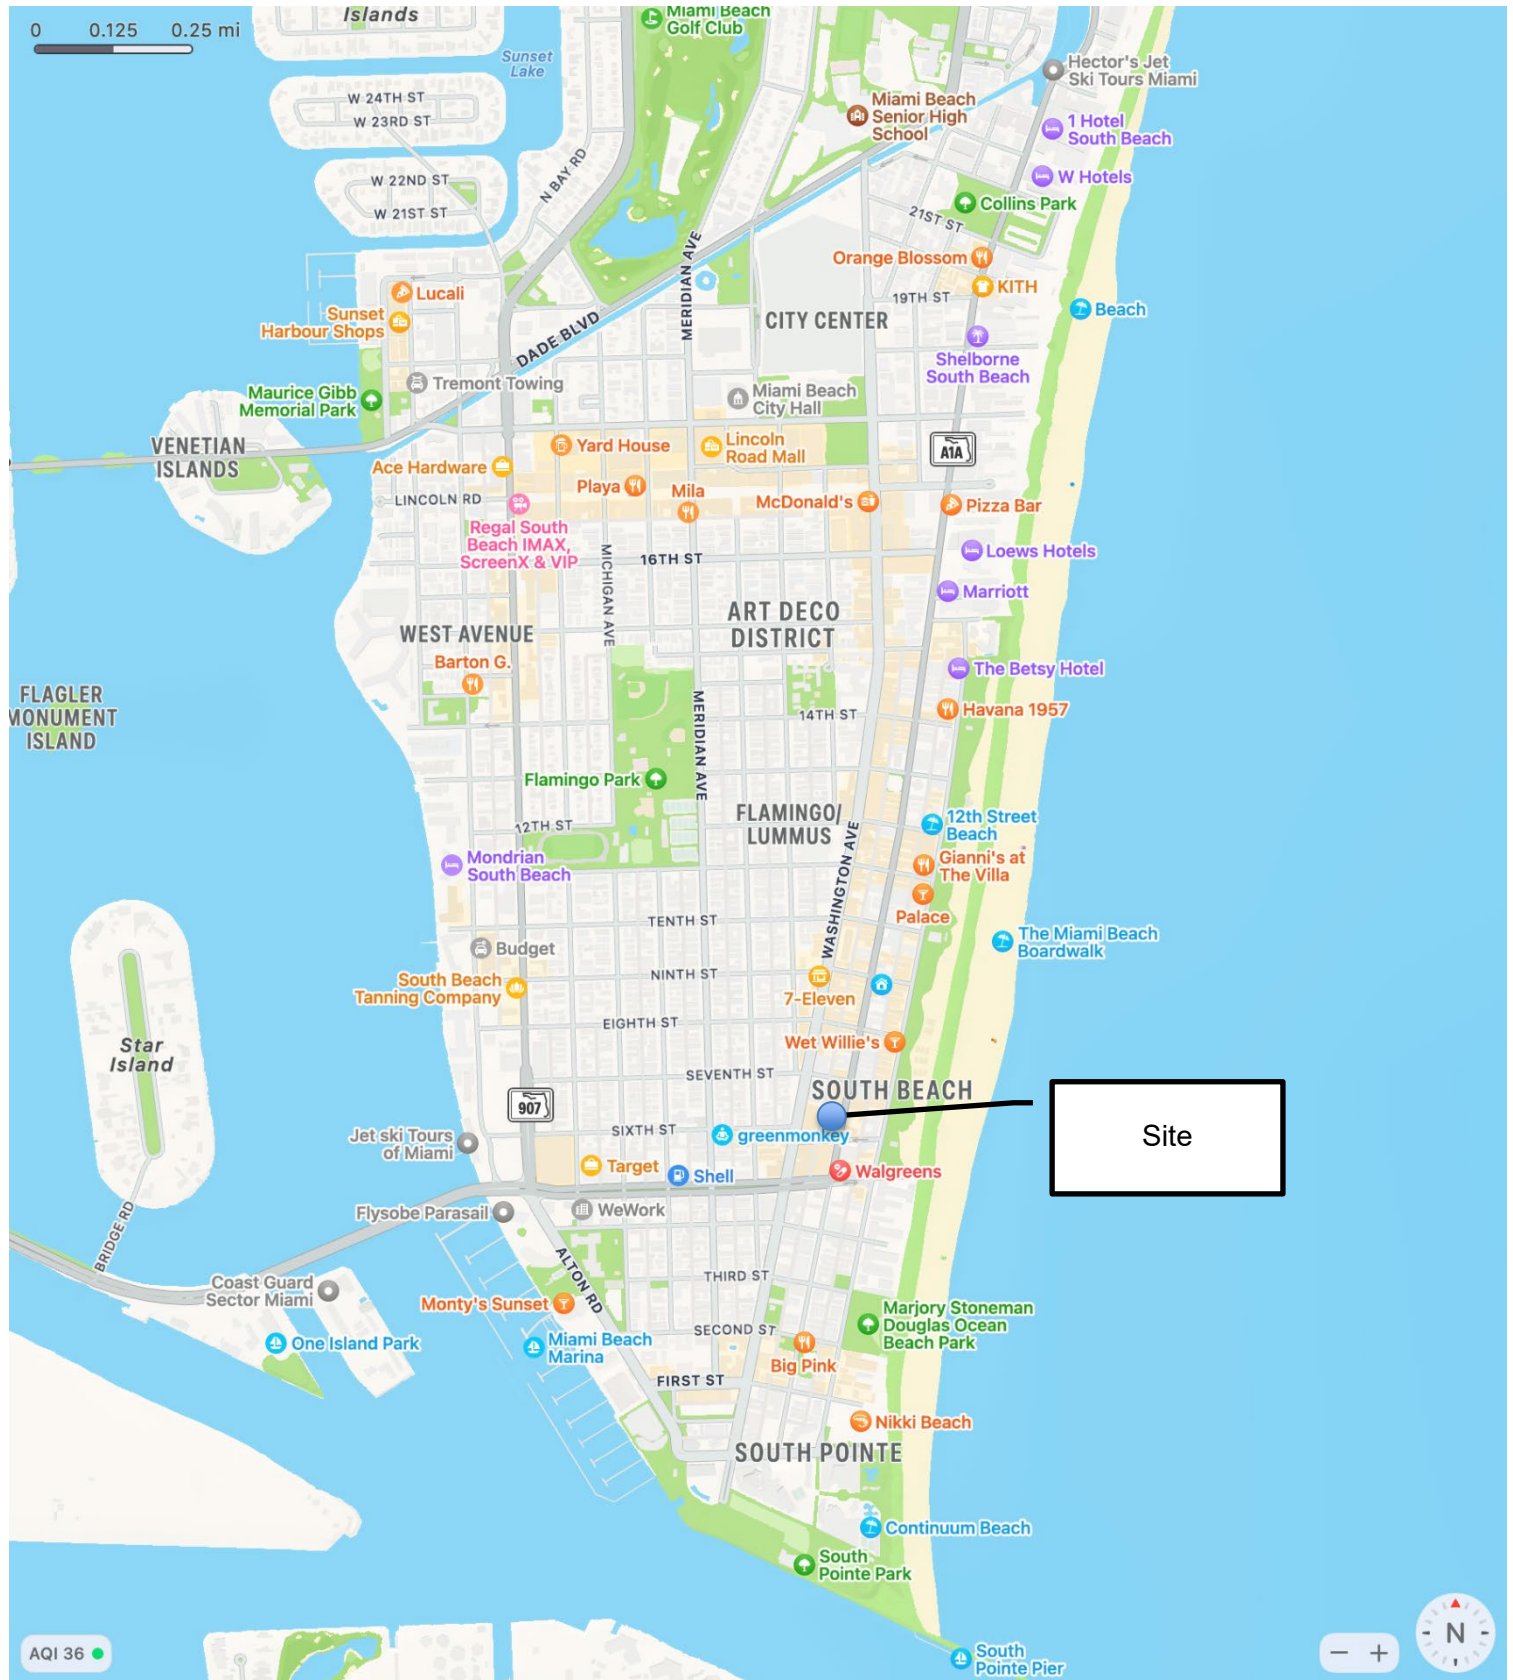 Islands
0 0.125 0.25 mi
Miami Beach
Golf Club
Sunset
Lake
Hector's Jet
Ski Tours Miami
W 24TH ST
W 23RD ST
Miami Beach
Senior High
School
1 Hotel
South Beach
N BAY RD
W 22ND ST
W Hotels
W 21ST ST
Collins Park
21ST ST
MERIDIAN AVE
Orange Blossom
KITH
Lucali
19TH ST
Sunset
Harbour Shops
CITY CENTER
Beach
DADE BLVD
Shelborne
South Beach
Tremont Towing
Maurice Gibb
Memorial Park
Miami Beach
City Hall
VENETIAN
ISLANDS
Yard House
Lincoln
Road Mall
A1A
Ace Hardware
Playa
Mila
LINCOLN RD
McDonald's
Pizza Bar
Regal South
Beach IMAX,
ScreenX & VIP
16TH ST
Loews Hotels
MICHIGAN AVE
Marriott
ART DECO
DISTRICT
WEST AVENUE
Barton G.
The Betsy Hotel
FLAGLER
MONUMENT
ISLAND
MERIDIAN AVE
14TH ST
Havana 1957
Flamingo Park
FLAMINGO/
LUMMUS
12TH ST
12th Street
Beach
WASHINGTON AVE
Mondrian
South Beach
Gianni's at
The Villa
Palace
TENTH ST
The Miami Beach
Boardwalk
Budget
South Beach
Tanning Company
NINTH ST
7-Eleven
EIGHTH ST
Wet Willie's
Star
Island
SEVENTH ST
SOUTH BEACH
907
Site
Jet ski Tours
of Miami
SIXTH ST
greenmonkey
Target
Shell
Walgreens
Flysobe Parasail
WeWork
BRIDGE RD
ALTON RD
Coast Guard
Sector Miami
THIRD ST
Monty's Sunset
Marjory Stoneman
Douglas Ocean
Beach Park
One Island Park
Miami Beach
Marina
SECOND ST
Big Pink
FIRST ST
Nikki Beach
SOUTH POINTE
Continuum Beach
South
Pointe Park
AQI 36
South
Pointe Pier
− +
N